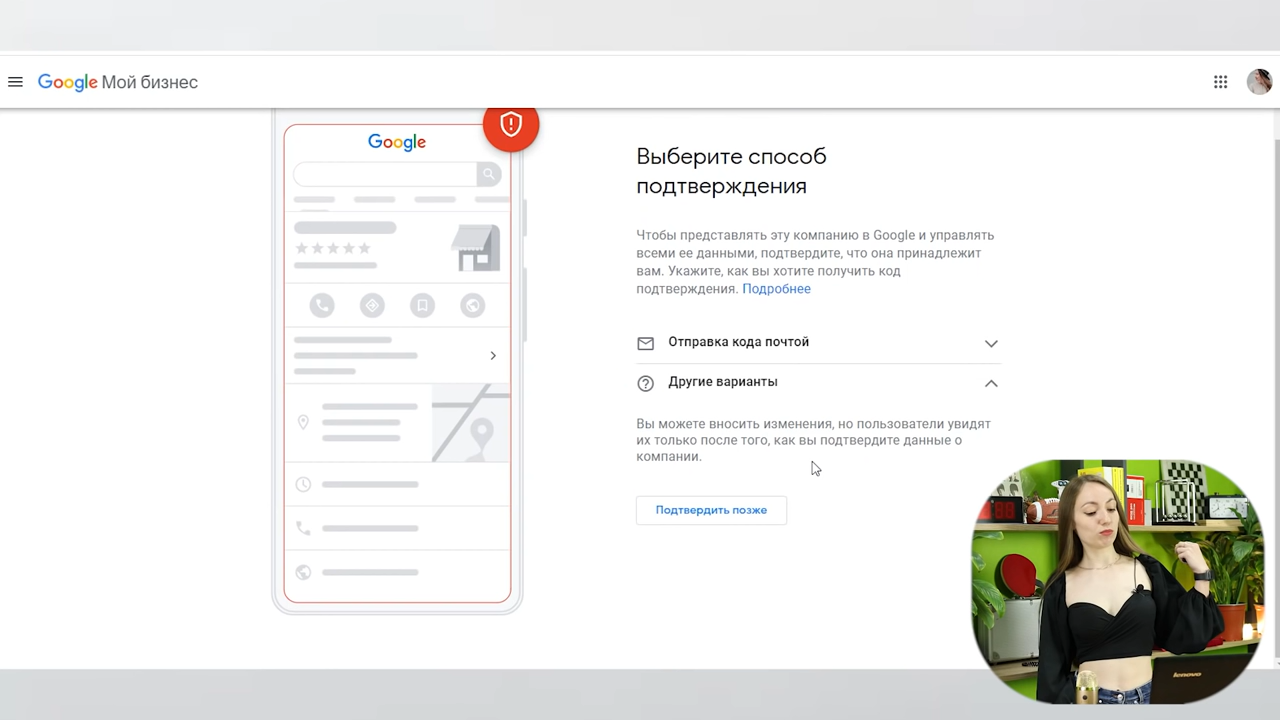 Google Мой бизнес
Google
Выберите способ
подтверждения
Чтобы представлять эту компанию в Google и управлять
всеми ее данными, подтвердите, что она принадлежит
вам. Укажите, как вы хотите получить код
подтверждения. Подробнее
Отправка кода почтой
Другие варианты
Вы можете вносить изменения, но пользователи увидят
их только после того, как вы подтвердите данные о
компании.
Подтвердить позже
lenovo